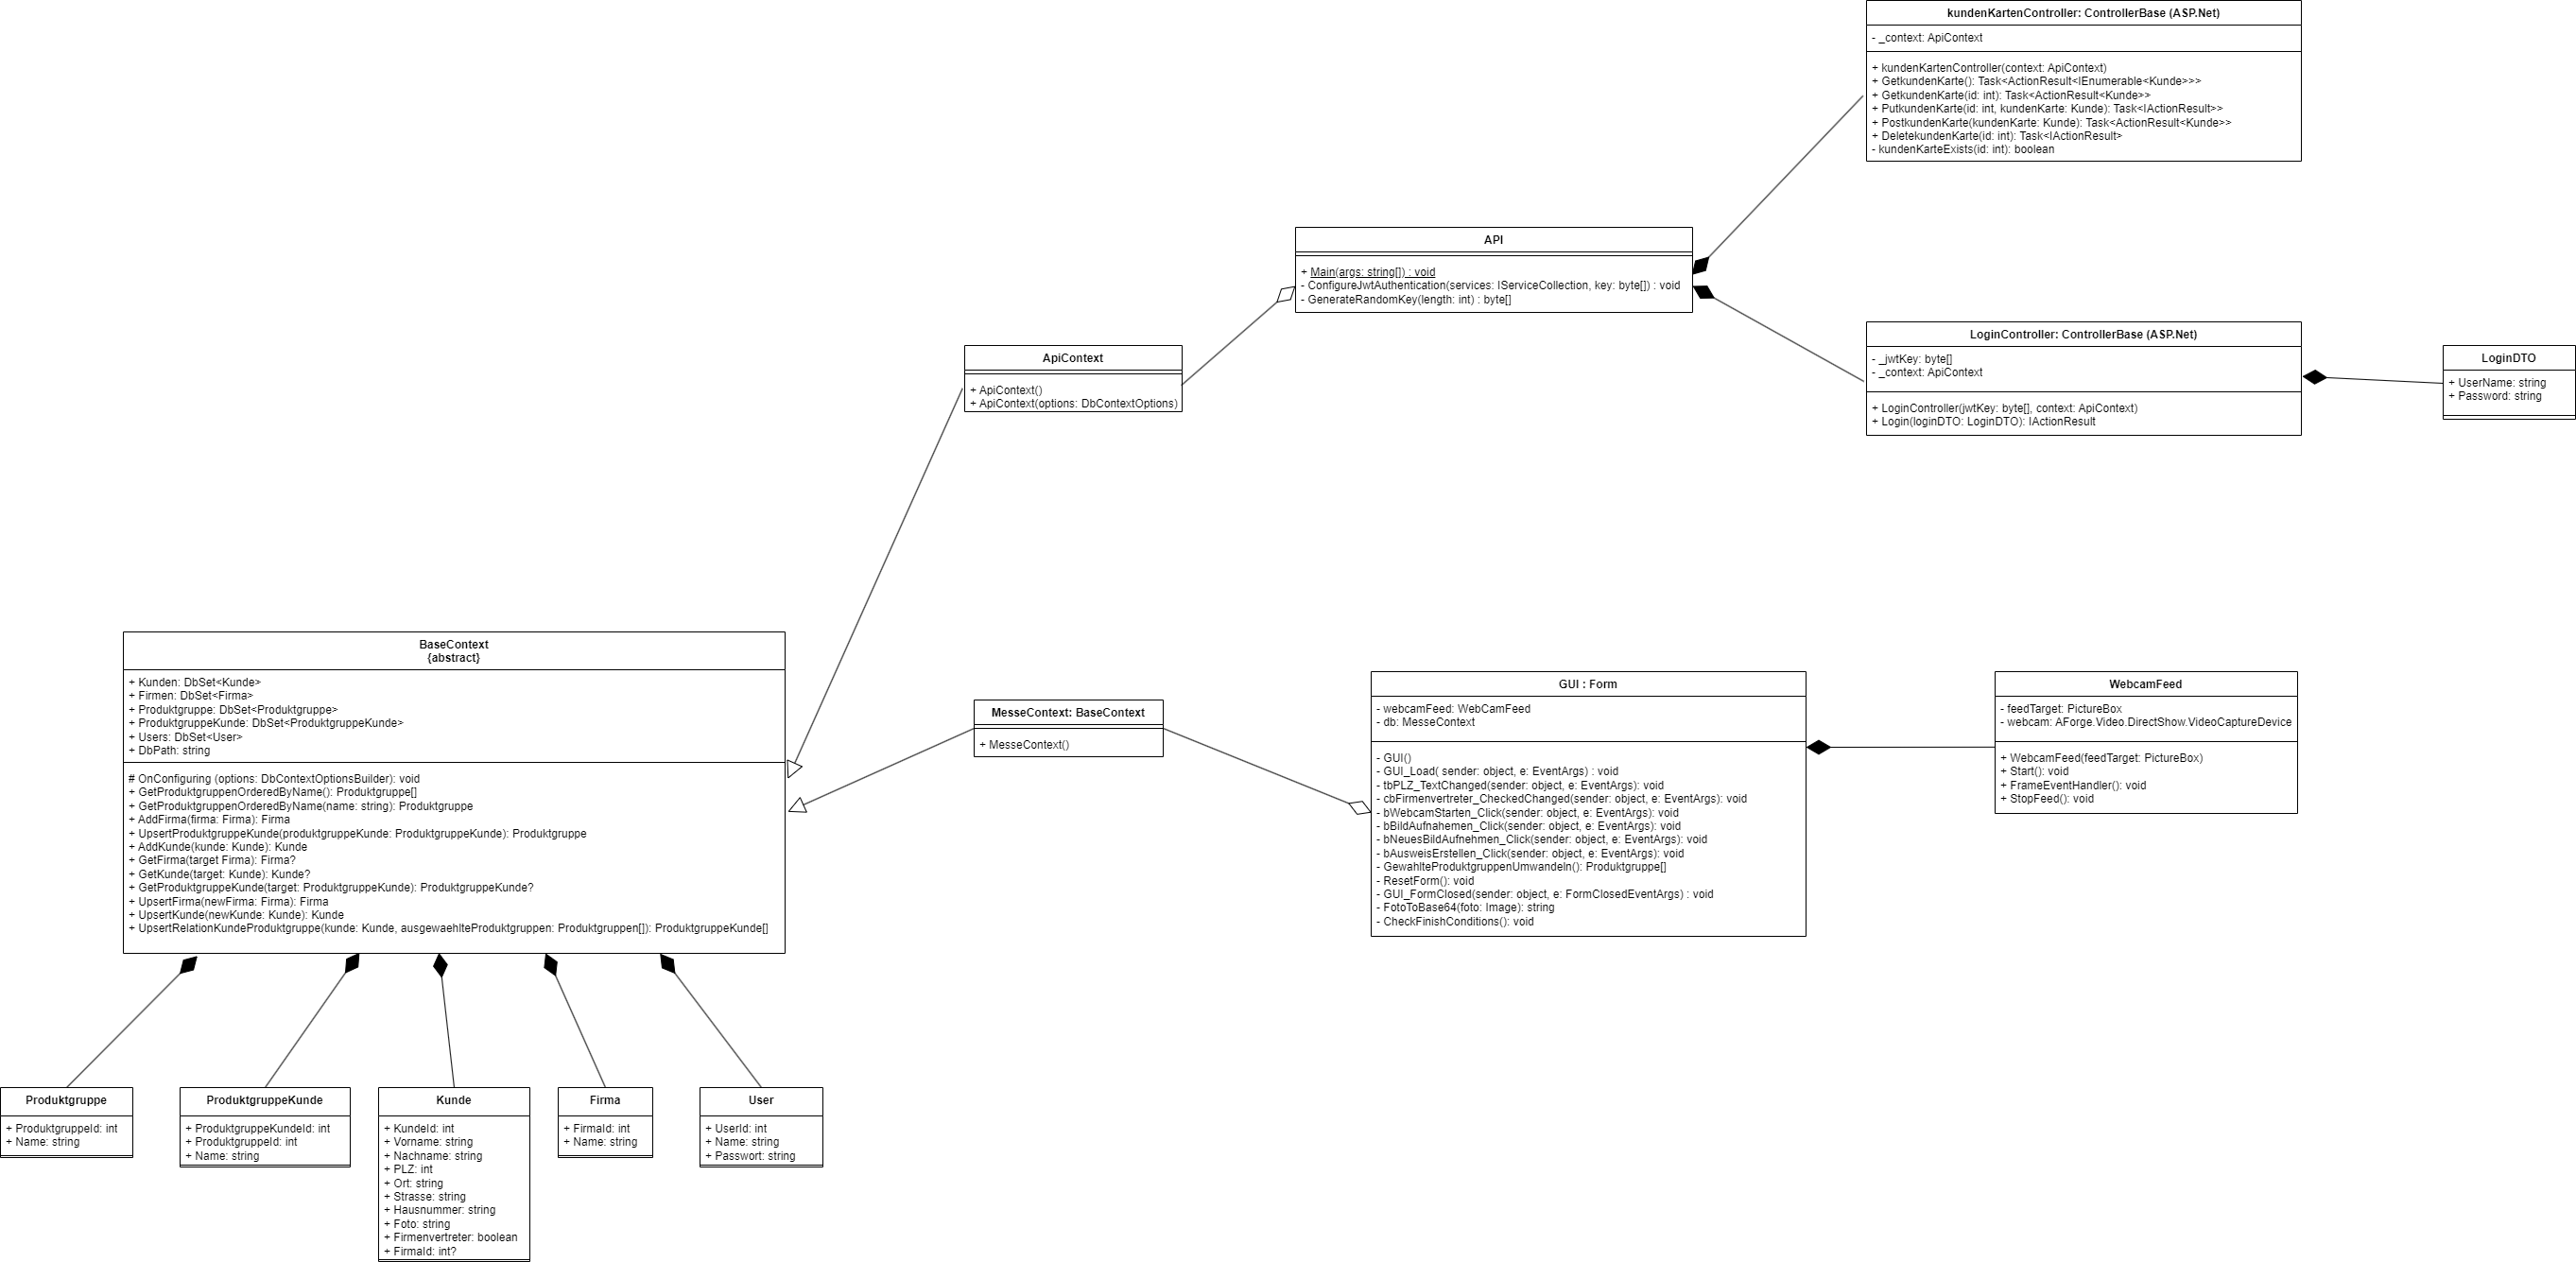 kundenKartenController: ControllerBase (ASP.Net)
- _context: ApiContext
+ kundenKartenController(context: ApiContext)
+ GetkundenKarte(): Task<ActionResult<IEnumerable<Kunde>>>
+ GetkundenKarte(id: int): Task<ActionResult<Kunde>>
+ PutkundenKarte(id: int, kundenKarte: Kunde): Task<IActionResult>>
+ PostkundenKarte(kundenKarte: Kunde): Task<ActionResult<Kunde>>
+ DeletekundenKarte(id: int): Task<IActionResult>
- kundenKarteExists(id: int): boolean
API
+ Main(args: string[]) : void
- ConfigureJwtAuthentication(services: IServiceCollection, key: byte[]) : void
- GenerateRandomKey(length: int) : byte[]
LoginController: ControllerBase (ASP.Net)
- _jwtKey: byte[]
- _context: ApiContext
+ LoginController(jwtKey: byte[], context: ApiContext)
+ Login(loginDTO: LoginDTO): IActionResult
LoginDTO
+ UserName: string
+ Password: string
ApiContext
+ ApiContext()
+ ApiContext(options: DbContextOptions)
BaseContext
{abstract}
+ Kunden: DbSet<Kunde>
+ Firmen: DbSet<Firma>
+ Produktgruppe: DbSet<Produktgruppe>
+ ProduktgruppeKunde: DbSet<ProduktgruppeKunde>
+ Users: DbSet<User>
+ DbPath: string
# OnConfiguring (options: DbContextOptionsBuilder): void
+ GetProduktgruppenOrderedByName(): Produktgruppe[]
+ GetProduktgruppenOrderedByName(name: string): Produktgruppe
+ AddFirma(firma: Firma): Firma
+ UpsertProduktgruppeKunde(produktgruppeKunde: ProduktgruppeKunde): Produktgruppe
+ AddKunde(kunde: Kunde): Kunde
+ GetFirma(target Firma): Firma?
+ GetKunde(target: Kunde): Kunde?
+ GetProduktgruppeKunde(target: ProduktgruppeKunde): ProduktgruppeKunde?
+ UpsertFirma(newFirma: Firma): Firma
+ UpsertKunde(newKunde: Kunde): Kunde
+ UpsertRelationKundeProduktgruppe(kunde: Kunde, ausgewaehlteProduktgruppen: Produktgruppen[]): ProduktgruppeKunde[]
MesseContext: BaseContext
+ MesseContext()
GUI : Form
- webcamFeed: WebCamFeed
- db: MesseContext
- GUI()
- GUI_Load( sender: object, e: EventArgs) : void
- tbPLZ_TextChanged(sender: object, e: EventArgs): void
- cbFirmenvertreter_CheckedChanged(sender: object, e: EventArgs): void
- bWebcamStarten_Click(sender: object, e: EventArgs): void
- bBildAufnahemen_Click(sender: object, e: EventArgs): void
- bNeuesBildAufnehmen_Click(sender: object, e: EventArgs): void
- bAusweisErstellen_Click(sender: object, e: EventArgs): void
- GewahlteProduktgruppenUmwandeln(): Produktgruppe[]
- ResetForm(): void
- GUI_FormClosed(sender: object, e: FormClosedEventArgs) : void
- FotoToBase64(foto: Image): string
- CheckFinishConditions(): void
WebcamFeed
- feedTarget: PictureBox
- webcam: AForge.Video.DirectShow.VideoCaptureDevice
+ WebcamFeed(feedTarget: PictureBox)
+ Start(): void
+ FrameEventHandler(): void
+ StopFeed(): void
Produktgruppe
+ ProduktgruppeId: int
+ Name: string
ProduktgruppeKunde
+ ProduktgruppeKundeId: int
+ ProduktgruppeId: int
+ Name: string
Kunde
+ KundeId: int
+ Vorname: string
+ Nachname: string
+ PLZ: int
+ Ort: string
+ Strasse: string
+ Hausnummer: string
+ Foto: string
+ Firmenvertreter: boolean
+ FirmaId: int?
Firma
+ FirmaId: int
+ Name: string
User
+ UserId: int
+ Name: string
+ Passwort: string